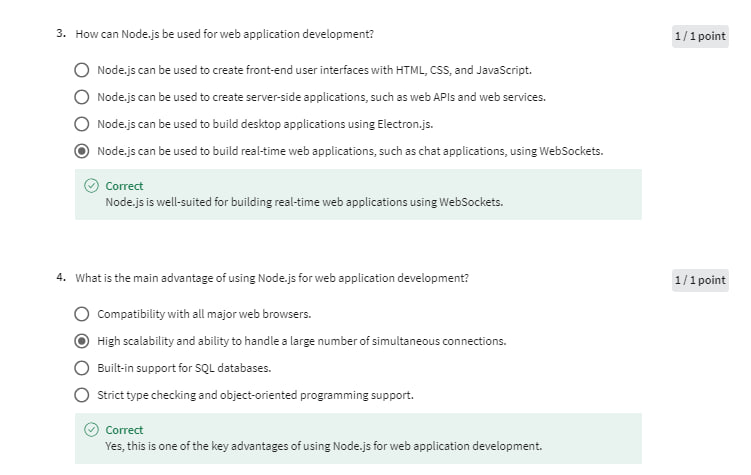 3. How can Node.js be used for web application development?
1 / 1 point
Node.js can be used to create front-end user interfaces with HTML, CSS, and JavaScript.
Node.js can be used to create server-side applications, such as web APIs and web services.
Node.js can be used to build desktop applications using Electron.js.
Node.js can be used to build real-time web applications, such as chat applications, using WebSockets.
Correct
Node.js is well-suited for building real-time web applications using WebSockets.
4. What is the main advantage of using Node.js for web application development?
1 / 1 point
Compatibility with all major web browsers.
High scalability and ability to handle a large number of simultaneous connections.
Built-in support for SQL databases.
Strict type checking and object-oriented programming support.
Correct
Yes, this is one of the key advantages of using Node.js for web application development.